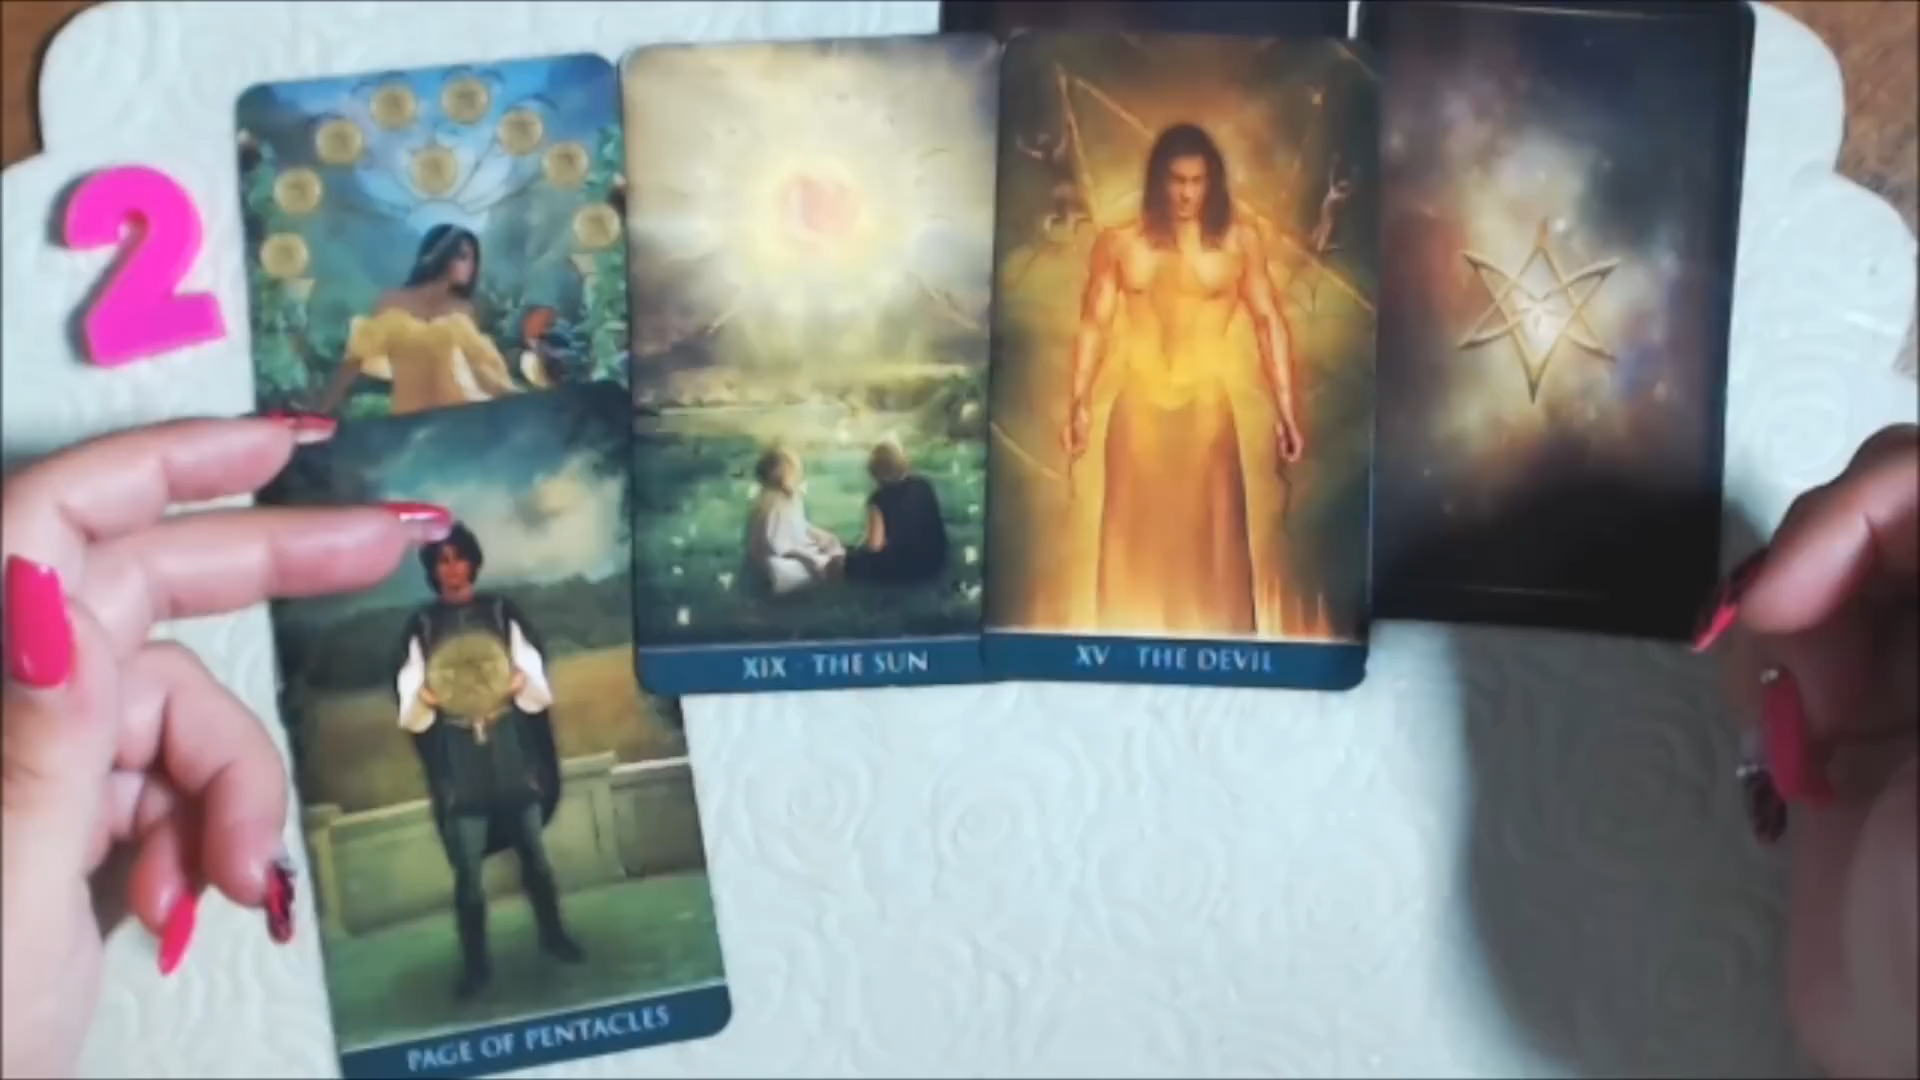 2
XIX · THE SUN
XV · THE DEVIL
PAGE OF PENTACLES